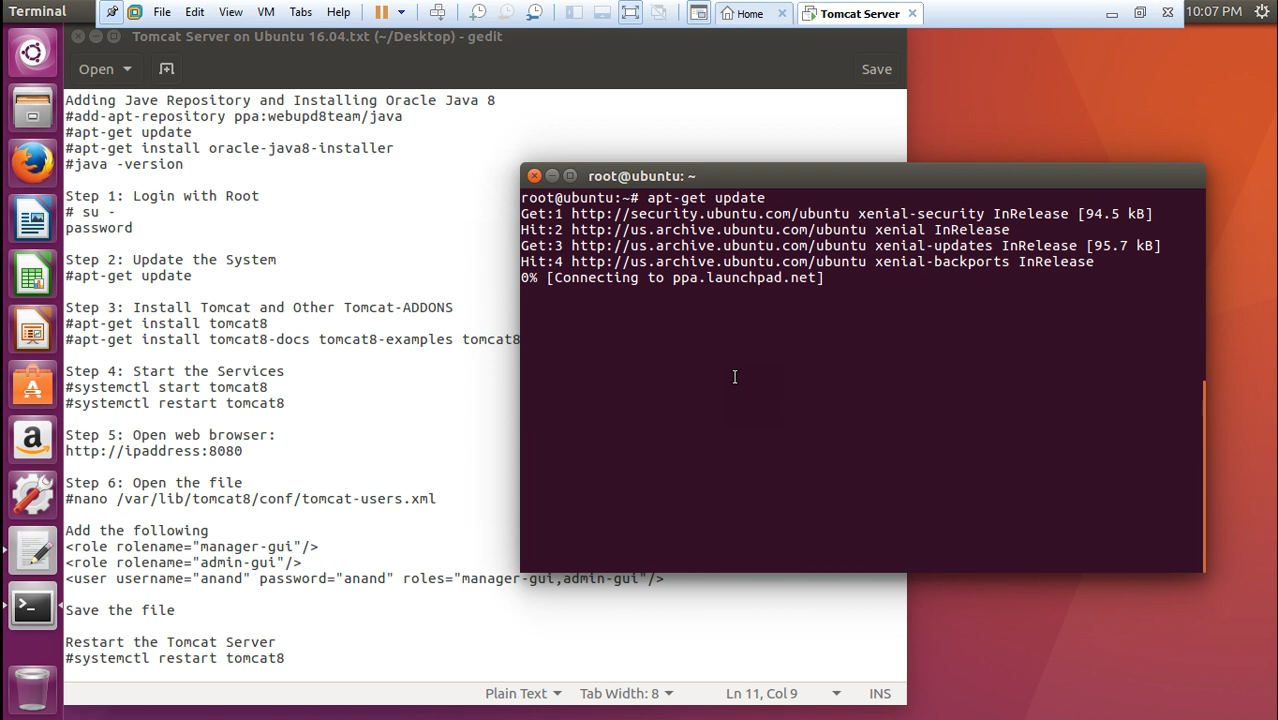 Terminal
File Edit View VM Tabs Help
Home
Tomcat Server
10:07 PM
Tomcat Server on Ubuntu 16.04.txt (~/Desktop) - gedit
Open
Save
Adding Jave Repository and Installing Oracle Java 8
#add-apt-repository ppa:webupd8team/java
#apt-get update
#apt-get install oracle-java8-installer
#java -version
Step 1: Login with Root
# su -
password
Step 2: Update the System
#apt-get update
Step 3: Install Tomcat and Other Tomcat-ADDONS
#apt-get install tomcat8
#apt-get install tomcat8-docs tomcat8-examples tomcat8
Step 4: Start the Services
#systemctl start tomcat8
#systemctl restart tomcat8
Step 5: Open web browser:
http://ipaddress:8080
Step 6: Open the file
#nano /var/lib/tomcat8/conf/tomcat-users.xml
Add the following
<role rolename="manager-gui"/>
<role rolename="admin-gui"/>
<user username="anand" password="anand" roles="manager-gui,admin-gui"/>
Save the file
Restart the Tomcat Server
#systemctl restart tomcat8
Plain Text
Tab Width: 8
Ln 11, Col 9
INS
root@ubuntu: ~
root@ubuntu:~# apt-get update
Get:1 http://security.ubuntu.com/ubuntu xenial-security InRelease [94.5 kB]
Hit:2 http://us.archive.ubuntu.com/ubuntu xenial InRelease
Get:3 http://us.archive.ubuntu.com/ubuntu xenial-updates InRelease [95.7 kB]
Hit:4 http://us.archive.ubuntu.com/ubuntu xenial-backports InRelease
0% [Connecting to ppa.launchpad.net]